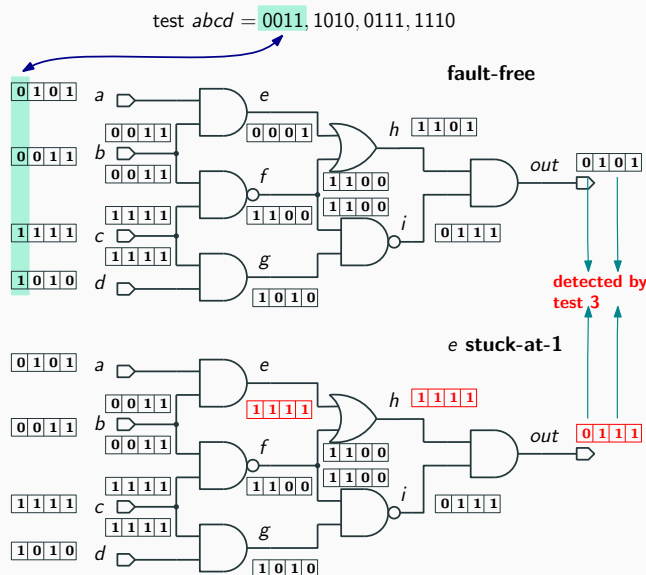 test abcd = 0011, 1010, 0111, 1110
fault-free
0 1 0 1 a e
h 1 1 0 1
0 0 1 1 0 0 0 1
0 0 1 1 b out 0 1 0 1
0 0 1 1 f 1 1 0 0
1 1 1 1 1 1 0 0 1 1 0 0
1 1 1 1 c i 0 1 1 1
1 1 1 1 g
1 0 1 0 d 1 0 1 0
detected by
test 3
e stuck-at-1
0 1 0 1 a e
h 1 1 1 1
0 0 1 1 1 1 1 1
0 0 1 1 b out 0 1 1 1
0 0 1 1 f 1 1 0 0
1 1 1 1 1 1 0 0 1 1 0 0
1 1 1 1 c i 0 1 1 1
1 1 1 1 g
1 0 1 0 d 1 0 1 0